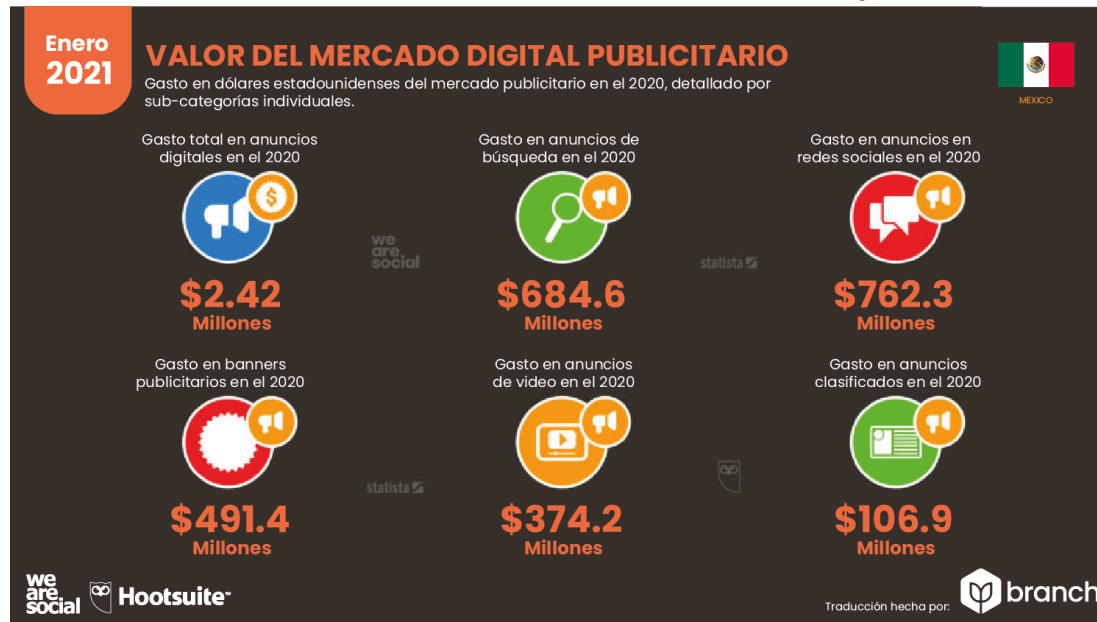 Enero
2021
VALOR DEL MERCADO DIGITAL PUBLICITARIO
Gasto en dólares estadounidenses del mercado publicitario en el 2020, detallado por
sub-categorías individuales.
MEXICO
Gasto total en anuncios
digitales en el 2020
$
$2.42
Millones
Gasto en anuncios de
búsqueda en el 2020
$684.6
Millones
Gasto en anuncios en
redes sociales en el 2020
$762.3
Millones
we
are.
social
statista
Gasto en banners
publicitarios en el 2020
$491.4
Millones
Gasto en anuncios
de video en el 2020
$374.2
Millones
Gasto en anuncios
clasificados en el 2020
$106.9
Millones
statista
we
are.
social
Hootsuite™
Traducción hecha por:
branch